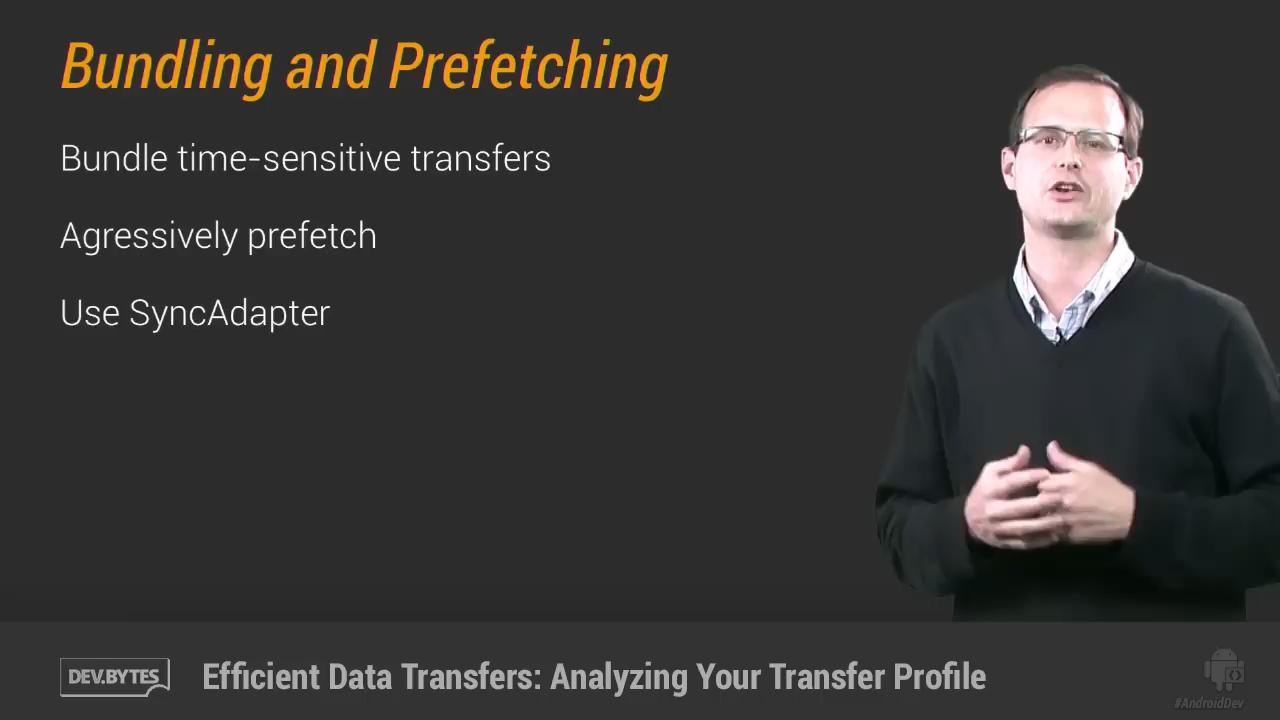 Bundling and Prefetching
Bundle time-sensitive transfers
Agressively prefetch
Use SyncAdapter
DEV.BYTES
Efficient Data Transfers: Analyzing Your Transfer Profile
#AndroidDev